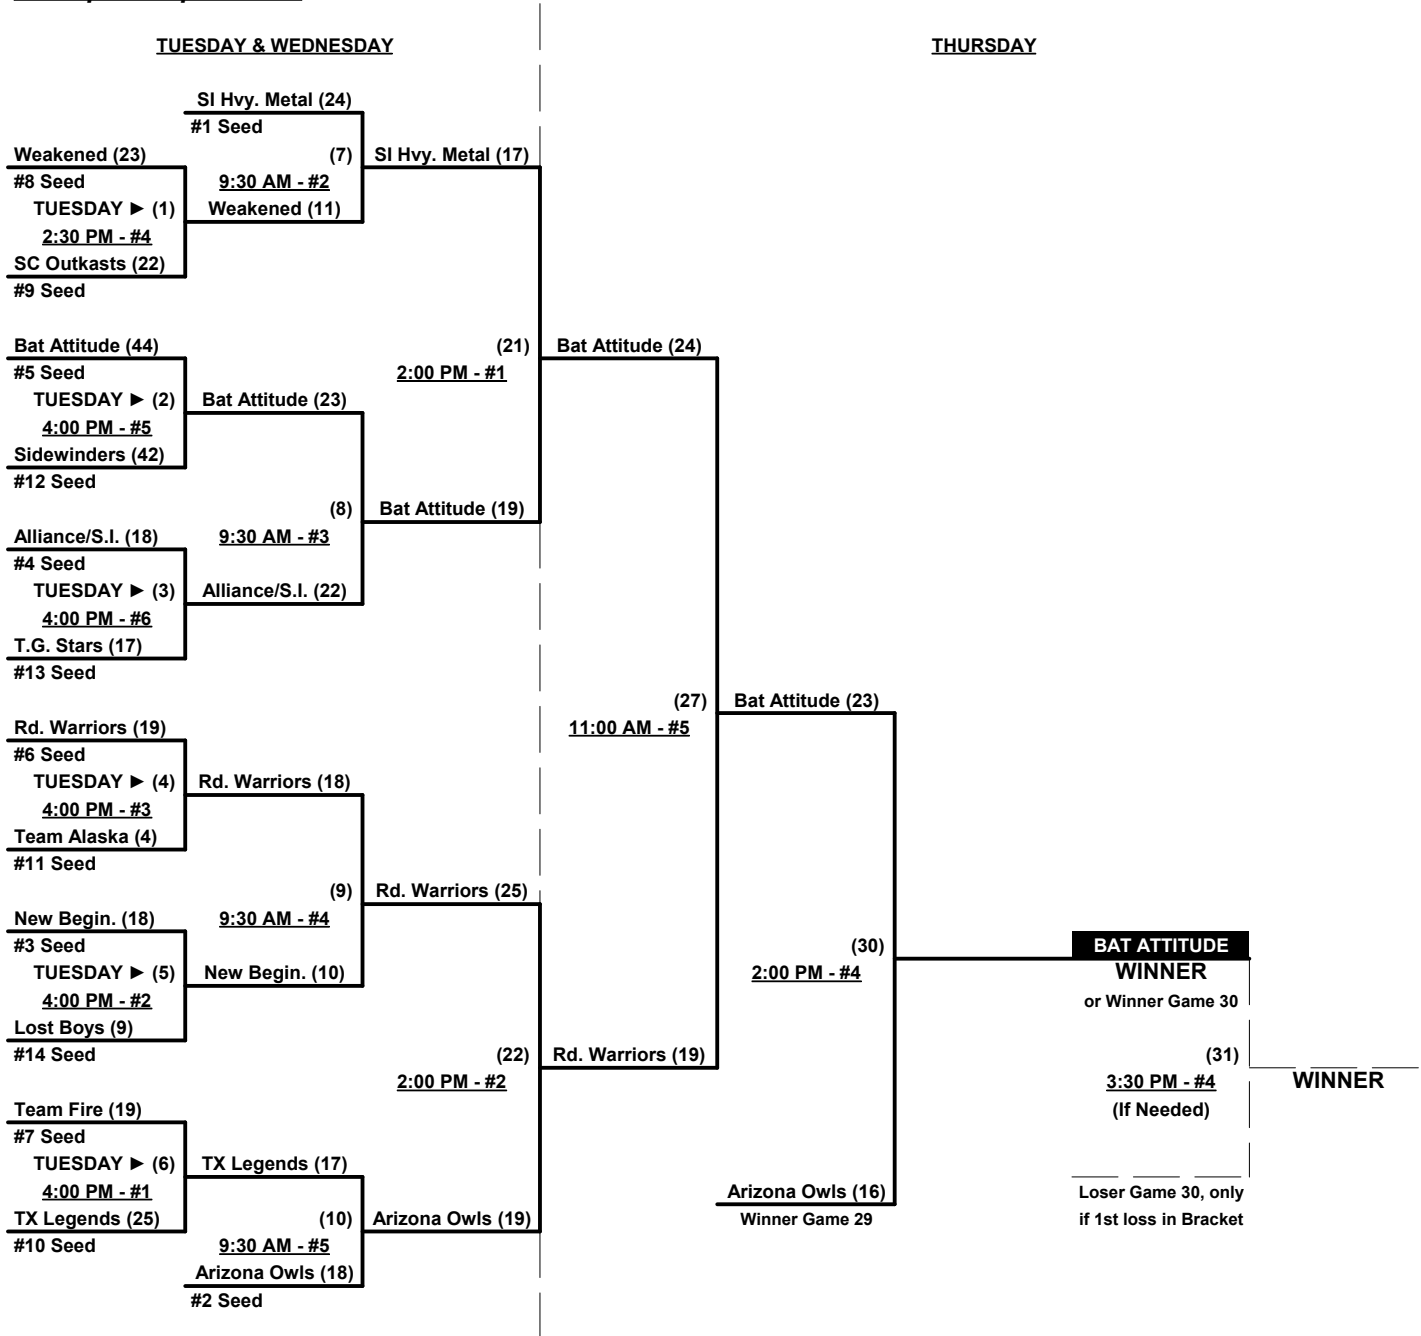 TUESDAY & WEDNESDAY
THURSDAY
SI Hvy. Metal (24)
#1 Seed
Weakened (23)
(7)
SI Hvy. Metal (17)
#8 Seed
9:30 AM - #2
TUESDAY ► (1)
Weakened (11)
2:30 PM - #4
SC Outkasts (22)
#9 Seed
Bat Attitude (44)
(21)
Bat Attitude (24)
#5 Seed
2:00 PM - #1
TUESDAY ► (2)
Bat Attitude (23)
4:00 PM - #5
Sidewinders (42)
#12 Seed
(8)
Bat Attitude (19)
Alliance/S.I. (18)
9:30 AM - #3
#4 Seed
TUESDAY ► (3)
Alliance/S.I. (22)
4:00 PM - #6
T.G. Stars (17)
#13 Seed
(27)
Bat Attitude (23)
Rd. Warriors (19)
11:00 AM - #5
#6 Seed
TUESDAY ► (4)
Rd. Warriors (18)
4:00 PM - #3
Team Alaska (4)
#11 Seed
(9)
Rd. Warriors (25)
New Begin. (18)
9:30 AM - #4
#3 Seed
(30)
BAT ATTITUDE
TUESDAY ► (5)
New Begin. (10)
2:00 PM - #4
WINNER
4:00 PM - #2
or Winner Game 30
Lost Boys (9)
#14 Seed
(22)
Rd. Warriors (19)
(31)
2:00 PM - #2
3:30 PM - #4
WINNER
Team Fire (19)
(If Needed)
#7 Seed
TUESDAY ► (6)
TX Legends (17)
4:00 PM - #1
Arizona Owls (16)
Loser Game 30, only
TX Legends (25)
(10)
Arizona Owls (19)
Winner Game 29
if 1st loss in Bracket
#10 Seed
9:30 AM - #5
Arizona Owls (18)
#2 Seed